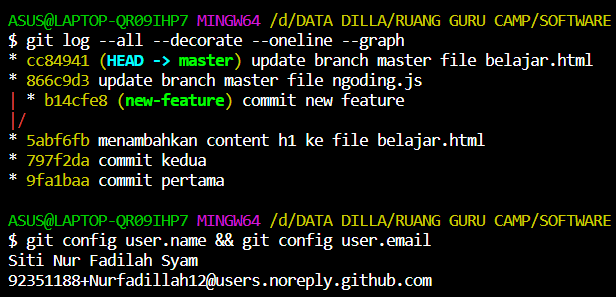 ASUS@LAPTOP-QR09IHP7 MINGW64 /d/DATA DILLA/RUANG GURU CAMP/SOFTWARE
$ git log --all --decorate --oneline --graph
* cc84941 (HEAD -> master) update branch master file belajar.html
* 866c9d3 update branch master file ngoding.js
| * b14cfe8 (new-feature) commit new feature
|/
* 5abf6fb menambahkan content h1 ke file belajar.html
* 797f2da commit kedua
* 9fa1baa commit pertama
ASUS@LAPTOP-QR09IHP7 MINGW64 /d/DATA DILLA/RUANG GURU CAMP/SOFTWARE
$ git config user.name && git config user.email
Siti Nur Fadilah Syam
92351188+Nurfadillah12@users.noreply.github.com